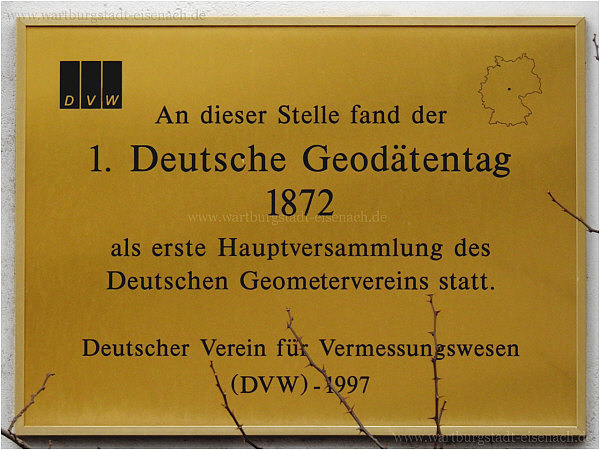 www.wartburgstadt-eisenach.de
DVW
An dieser Stelle fand der
1. Deutsche Geodätentag
1872
www.wartburgstadt-eisenach.de
als erste Hauptversammlung des
Deutschen Geometervereins statt.
Deutscher Verein für Vermessungswesen
(DVW) - 1997
www.wartburgstadt-eisenach.de